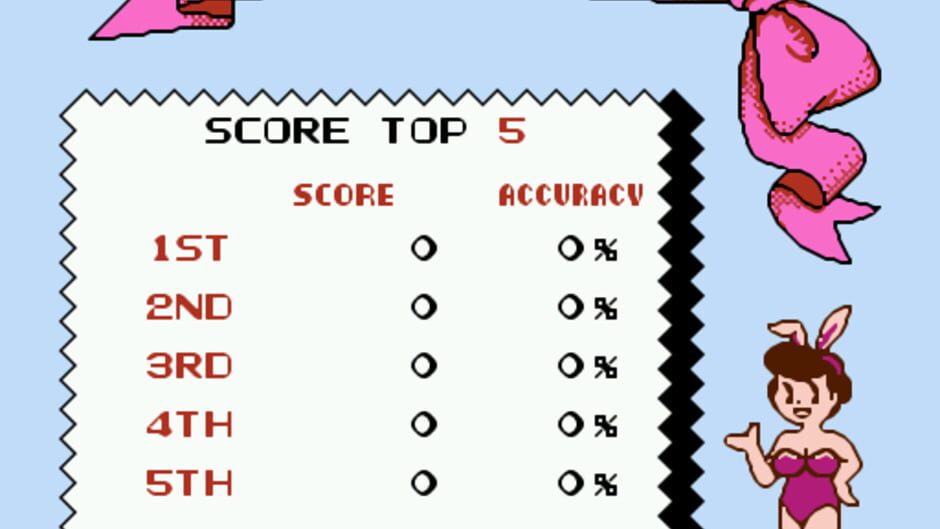 SCORE TOP 5
SCORE ACCURACY
1ST 0 0%
2ND 0 0%
3RD 0 0%
4TH 0 0%
5TH 0 0%